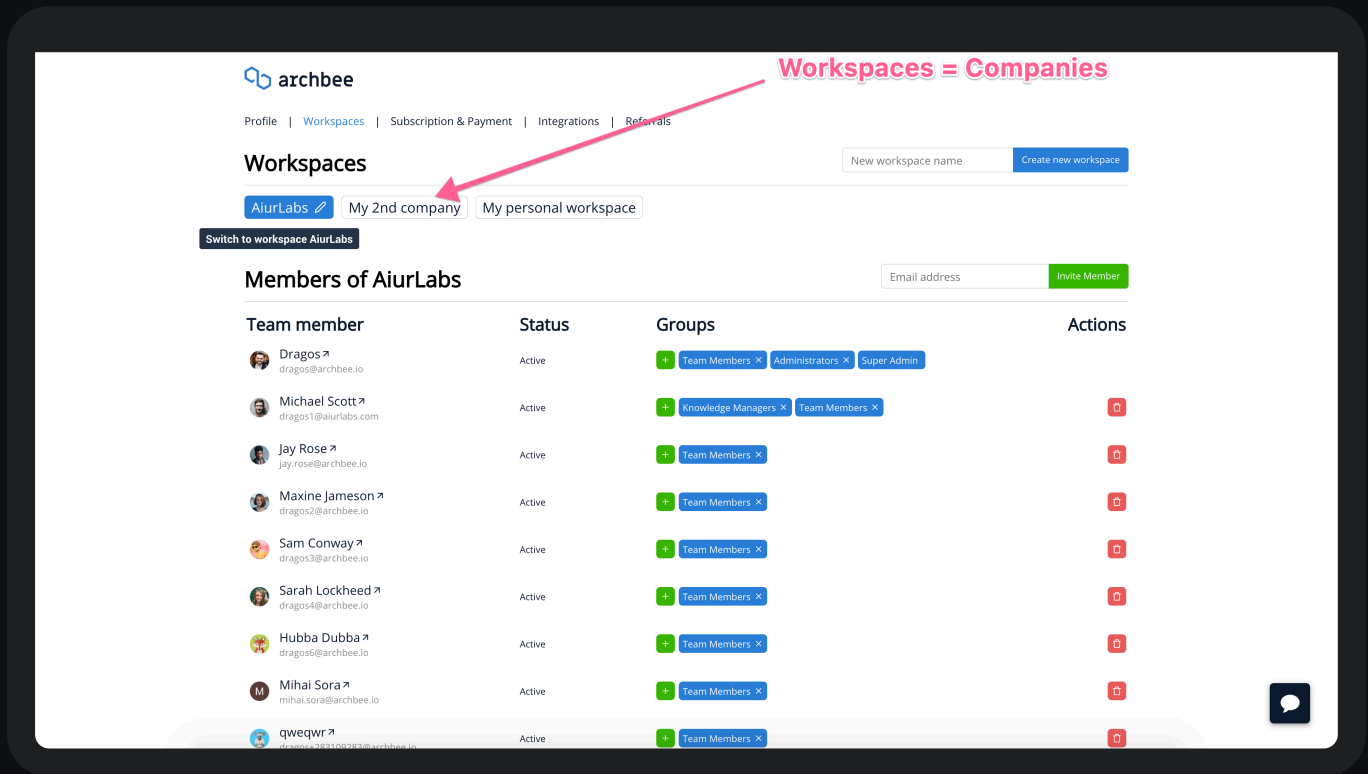 Workspaces = Companies
archbee
Profile | Workspaces | Subscription & Payment | Integrations | Referrals
Workspaces
New workspace name Create new workspace
AiurLabs My 2nd company My personal workspace
Switch to workspace AiurLabs
Members of AiurLabs
Email address Invite Member
Team member Status Groups Actions
Dragos
dragos@archbee.io
Active + Team Members × Administrators × Super Admin
Michael Scott
dragos1@aiurlabs.com
Active + Knowledge Managers × Team Members ×
Jay Rose
jay.rose@archbee.io
Active + Team Members ×
Maxine Jameson
dragos2@archbee.io
Active + Team Members ×
Sam Conway
dragos3@archbee.io
Active + Team Members ×
Sarah Lockheed
dragos4@archbee.io
Active + Team Members ×
Hubba Dubba
dragos6@archbee.io
Active + Team Members ×
M
Mihai Sora
mihai.sora@archbee.io
Active + Team Members ×
qweqwr
dragos+283109283@archbee.io
Active + Team Members ×